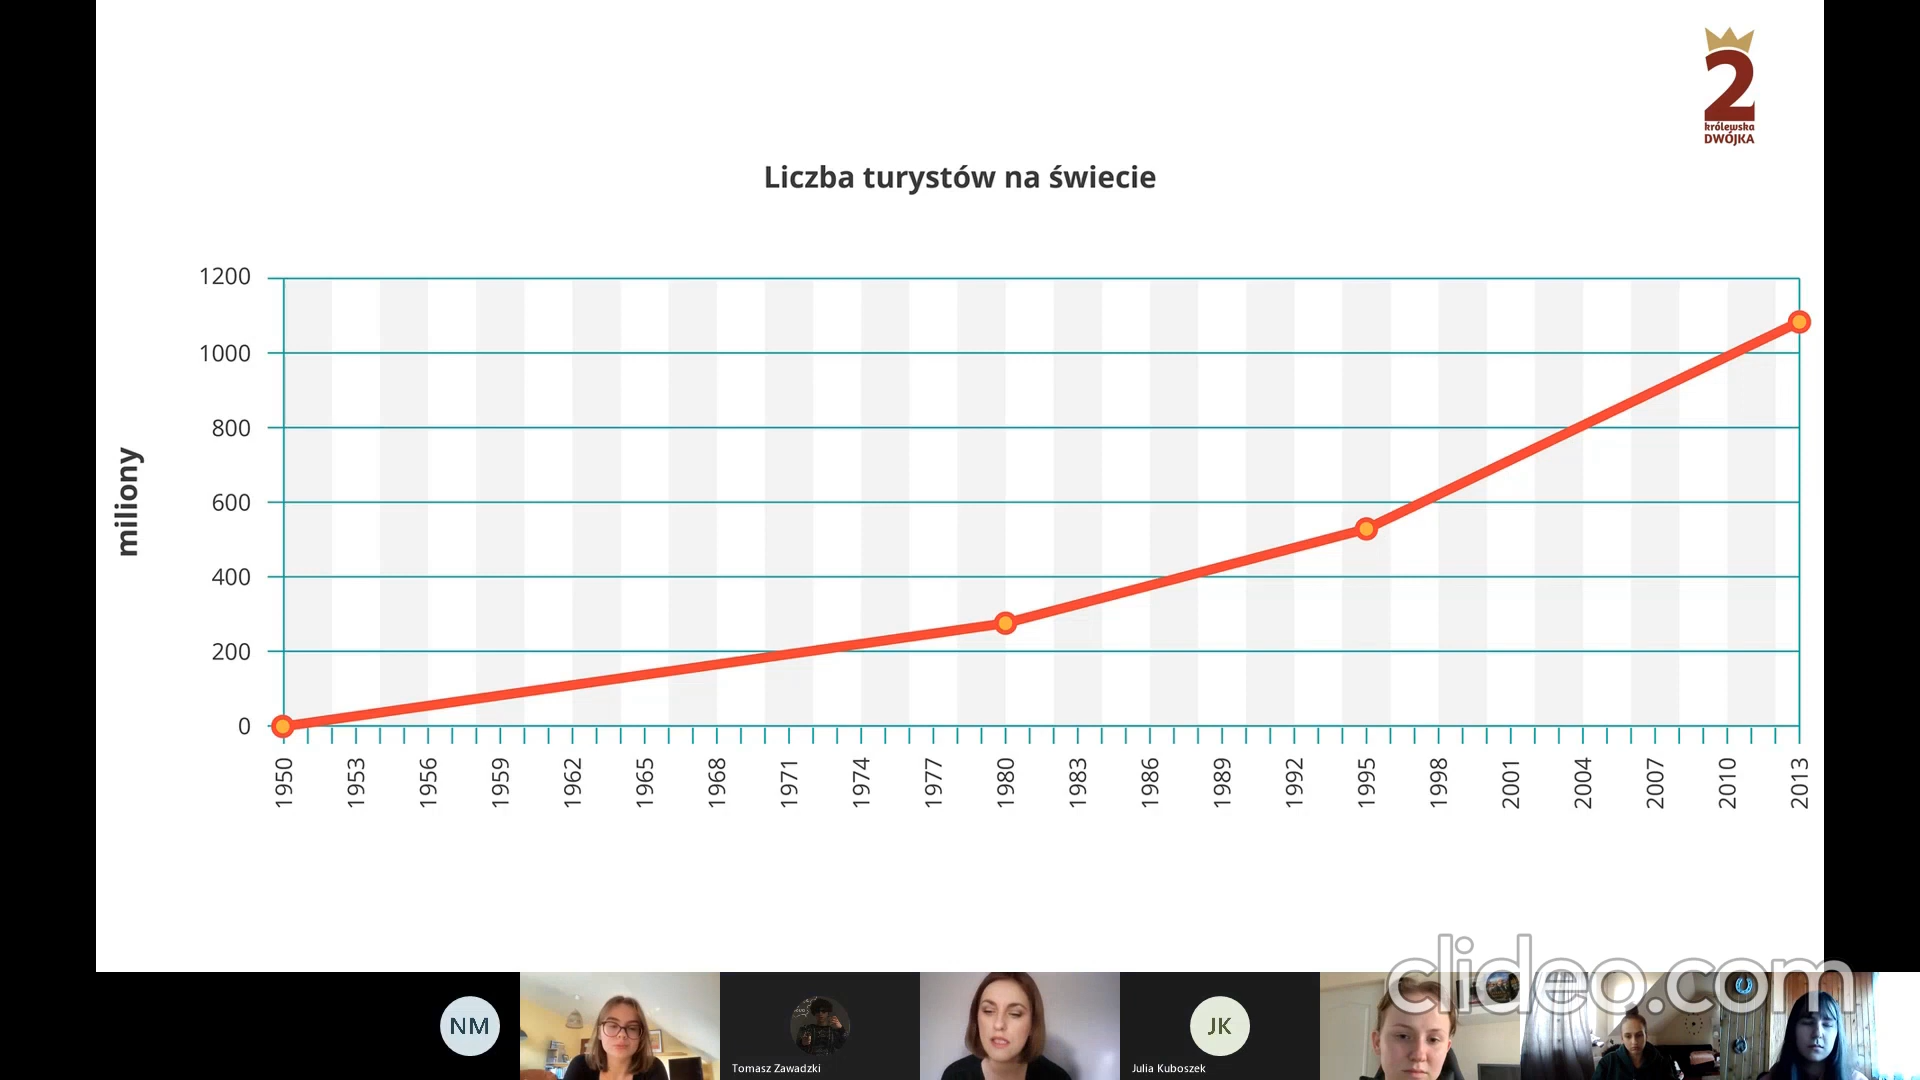 2
królewska
DWÓJKA
Liczba turystów na świecie
miliony
1200
1000
800
600
400
200
0
1950 1953 1956 1959 1962 1965 1968 1971 1974 1977 1980 1983 1986 1989 1992 1995 1998 2001 2004 2007 2010 2013
clideo.com
NM
JK
Tomasz Zawadzki
Julia Kuboszek